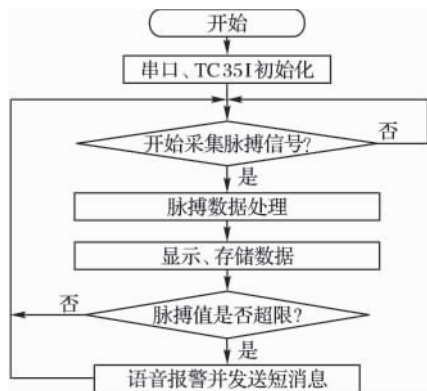 开始
串口、TC35I初始化
开始采集脉搏信号?
否
是
脉搏数据处理
显示、存储数据
否
脉搏值是否超限?
是
语音报警并发送短消息